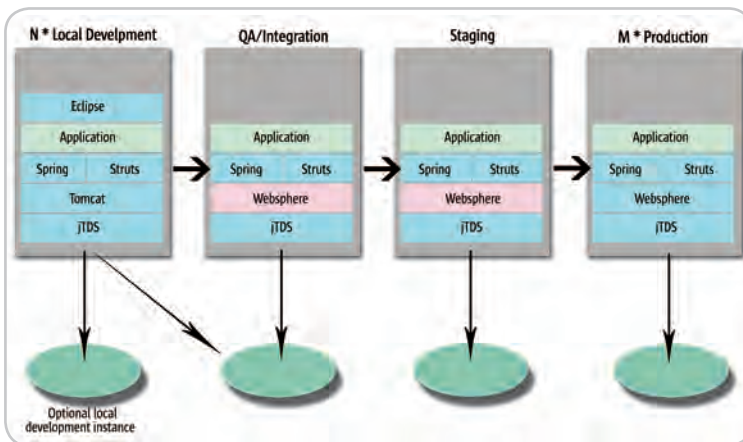 N * Local Develpment
QA/Integration
Staging
M * Production
Eclipse
Application
Spring Struts
Tomcat
jTDS
Application
Spring Struts
Websphere
jTDS
Application
Spring Struts
Websphere
jTDS
Application
Spring Struts
Websphere
jTDS
Optional local
development instance